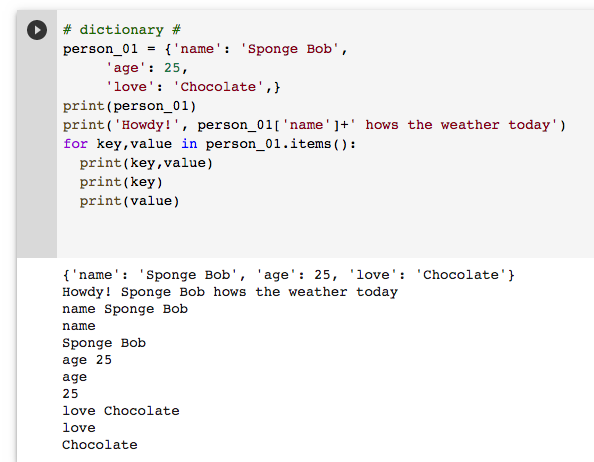 # dictionary #
person_01 = {'name': 'Sponge Bob',
     'age': 25,
     'love': 'Chocolate',}
print(person_01)
print('Howdy!', person_01['name']+' hows the weather today')
for key,value in person_01.items():
  print(key,value)
  print(key)
  print(value)
{'name': 'Sponge Bob', 'age': 25, 'love': 'Chocolate'}
Howdy! Sponge Bob hows the weather today
name Sponge Bob
name
Sponge Bob
age 25
age
25
love Chocolate
love
Chocolate